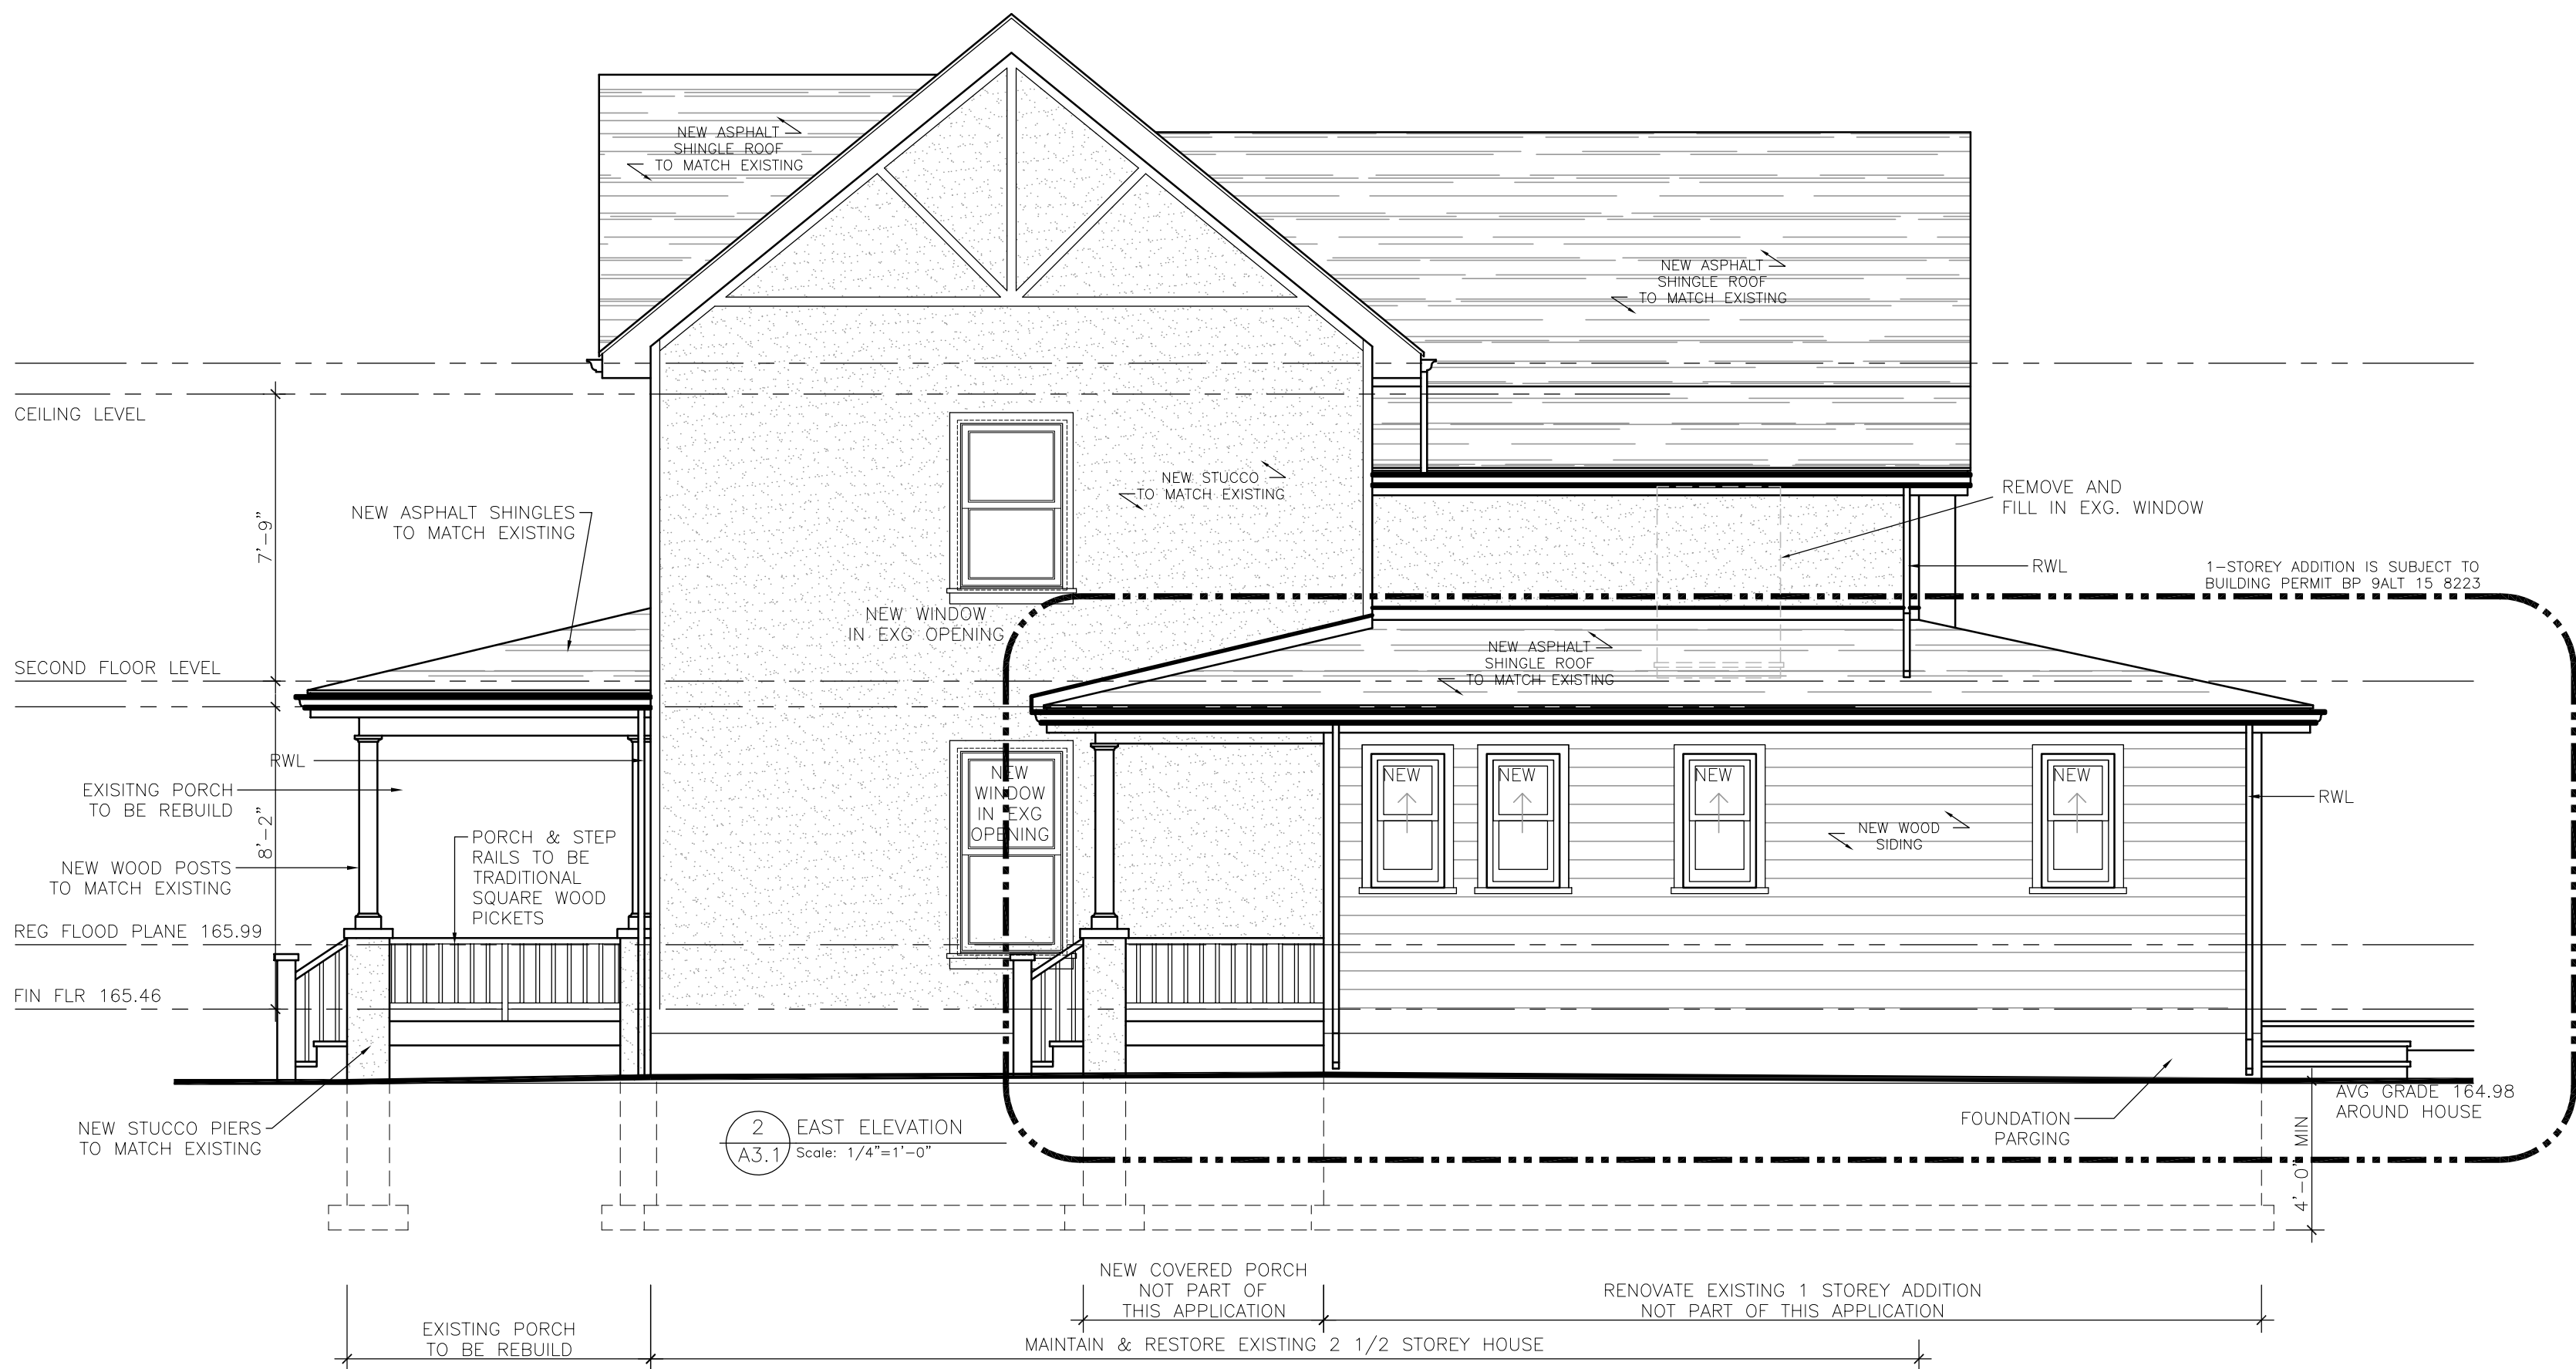 NEW ASPHALT
SHINGLE ROOF
TO MATCH EXISTING
NEW ASPHALT
SHINGLE ROOF
TO MATCH EXISTING
CEILING LEVEL
7'-9"
NEW ASPHALT SHINGLES
TO MATCH EXISTING
NEW STUCCO
TO MATCH EXISTING
REMOVE AND
FILL IN EXG. WINDOW
RWL
1-STOREY ADDITION IS SUBJECT TO
BUILDING PERMIT BP 9ALT 15 8223
NEW WINDOW
IN EXG OPENING
SECOND FLOOR LEVEL
NEW ASPHALT
SHINGLE ROOF
TO MATCH EXISTING
RWL
EXISITNG PORCH
TO BE REBUILD
8'-2"
NEW WOOD POSTS
TO MATCH EXISTING
PORCH & STEP
RAILS TO BE
TRADITIONAL
SQUARE WOOD
PICKETS
NEW
WINDOW
IN EXG
OPENING
NEW
NEW
NEW
NEW
NEW WOOD
SIDING
RWL
REG FLOOD PLANE 165.99
FIN FLR 165.46
NEW STUCCO PIERS
TO MATCH EXISTING
2
A3.1
EAST ELEVATION
Scale: 1/4"=1'-0"
FOUNDATION
PARGING
AVG GRADE 164.98
AROUND HOUSE
4'-0" MIN
NEW COVERED PORCH
NOT PART OF
THIS APPLICATION
RENOVATE EXISTING 1 STOREY ADDITION
NOT PART OF THIS APPLICATION
EXISTING PORCH
TO BE REBUILD
MAINTAIN & RESTORE EXISTING 2 1/2 STOREY HOUSE